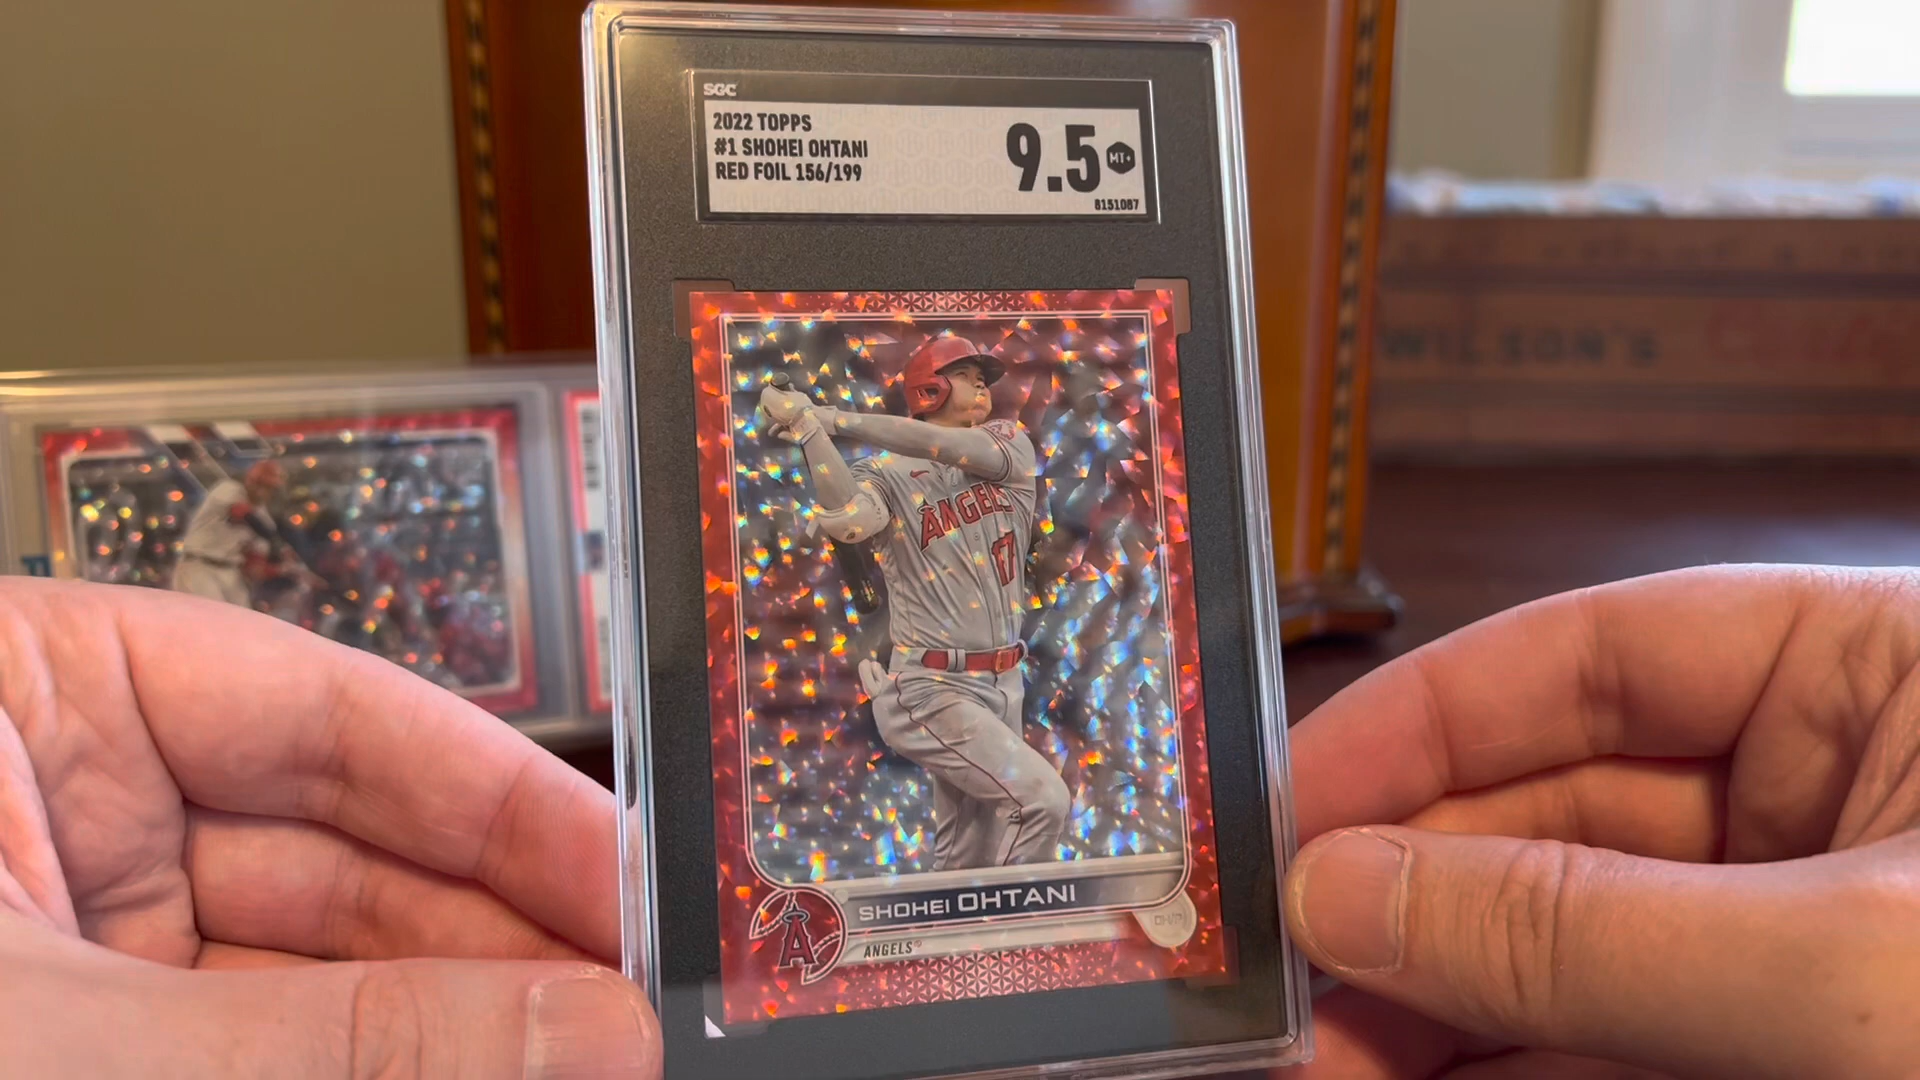 SGC
2022 TOPPS
#1 SHOHEI OHTANI
RED FOIL 156/199
9.5 MT+
8151087
ANGELS
17
SHOHEI OHTANI
DH/P
A
ANGELS
WILSON'S